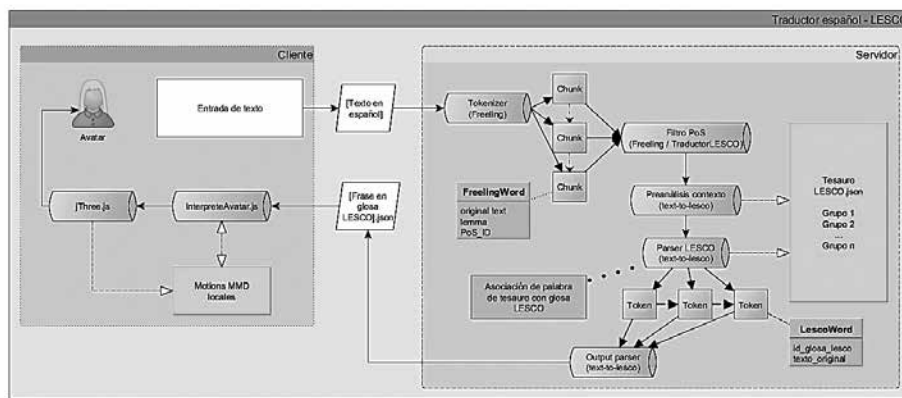 Traductor español - LESCO
Cliente
Servidor
Entrada de texto
Avatar
[Texto en
español]
Tokenizer
(Freeling)
Chunk
Chunk
Chunk
Filtro PoS
(Freeling / TraductorLESCO)
FreelingWord
original text
lemma
PoS_ID
Preanálisis contexto
(text-to-lesco)
Tesauro
LESCO.json
Grupo 1
Grupo 2
...
Grupo n
jThree.js
InterpreteAvatar.js
[Frase en
glosa
LESCO].json
Parser LESCO
(text-to-lesco)
Motions MMD
locales
Asociación de palabra
de tesauro con glosa
LESCO
Token
Token
Token
LescoWord
id_glosa_lesco
texto_original
Output parser
(text-to-lesco)